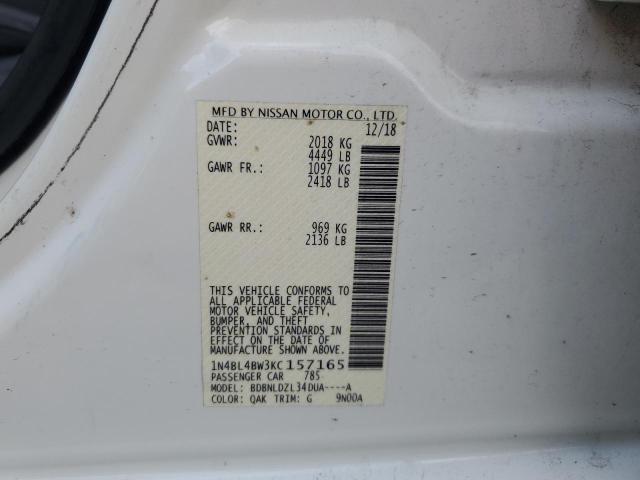 MFD BY NISSAN MOTOR CO., LTD.
DATE: 12/18
GVWR: 2018 KG
4449 LB
GAWR FR.: 1097 KG
2418 LB
GAWR RR.: 969 KG
2136 LB
THIS VEHICLE CONFORMS TO
ALL APPLICABLE FEDERAL
MOTOR VEHICLE SAFETY,
BUMPER, AND THEFT
PREVENTION STANDARDS IN
EFFECT ON THE DATE OF
MANUFACTURE SHOWN ABOVE.
1N4BL4BW3KC157165
PASSENGER CAR 785
MODEL: BDBNLDZL34DUA----A
COLOR: QAK TRIM: G 9N00A